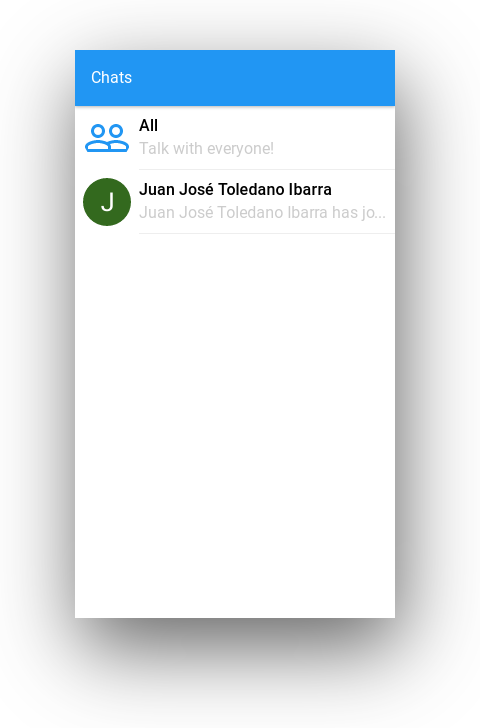 Chats
All
Talk with everyone!
J
Juan José Toledano Ibarra
Juan José Toledano Ibarra has jo...